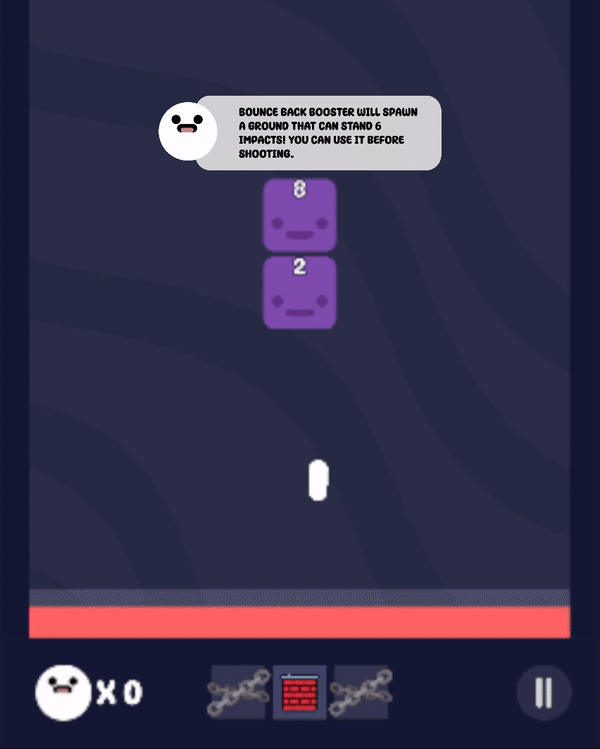 BOUNCE BACK BOOSTER WILL SPAWN
A GROUND THAT CAN STAND 6
IMPACTS! YOU CAN USE IT BEFORE
SHOOTING.
8
2
X 0